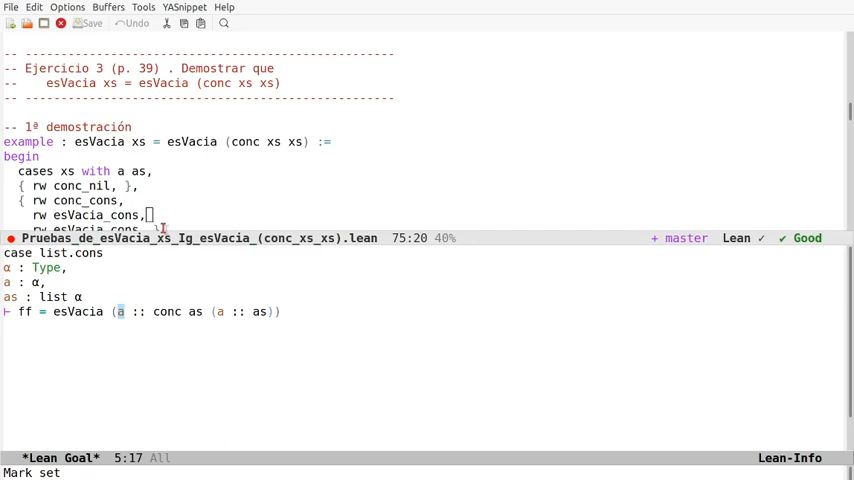 File Edit Options Buffers Tools YASnippet Help
Save Undo
-- ---------------------------------------------------
-- Ejercicio 3 (p. 39) . Demostrar que
--    esVacia xs = esVacia (conc xs xs)
-- ---------------------------------------------------
-- 1ª demostración
example : esVacia xs = esVacia (conc xs xs) :=
begin
  cases xs with a as,
  { rw conc_nil, },
  { rw conc_cons,
    rw esVacia_cons,
    rw esVacia_cons, }
Pruebas_de_esVacia_xs_Ig_esVacia_(conc_xs_xs).lean 75:20 40% + master Lean ✓ ✔ Good
case list.cons
α : Type,
a : α,
as : list α
⊢ ff = esVacia (a :: conc as (a :: as))
*Lean Goal* 5:17 All Lean-Info
Mark set